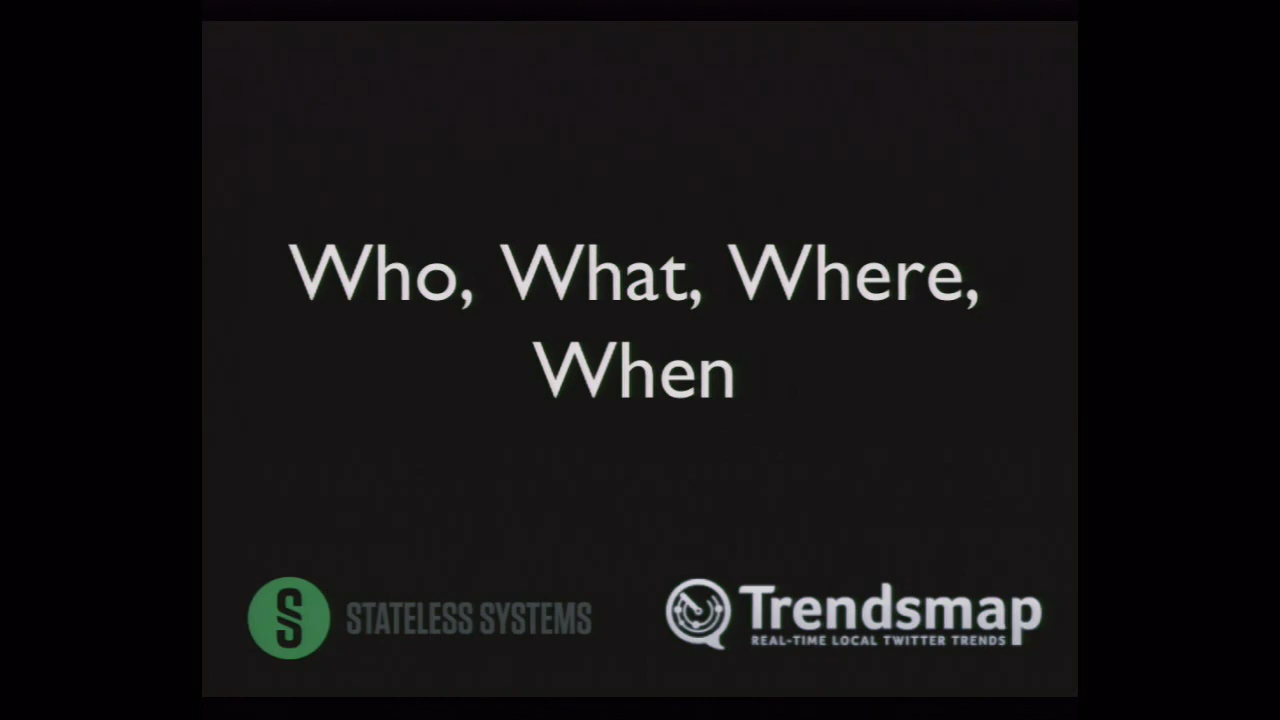 Who, What, Where,
When
STATELESS SYSTEMS
Trendsmap
REAL-TIME LOCAL TWITTER TRENDS